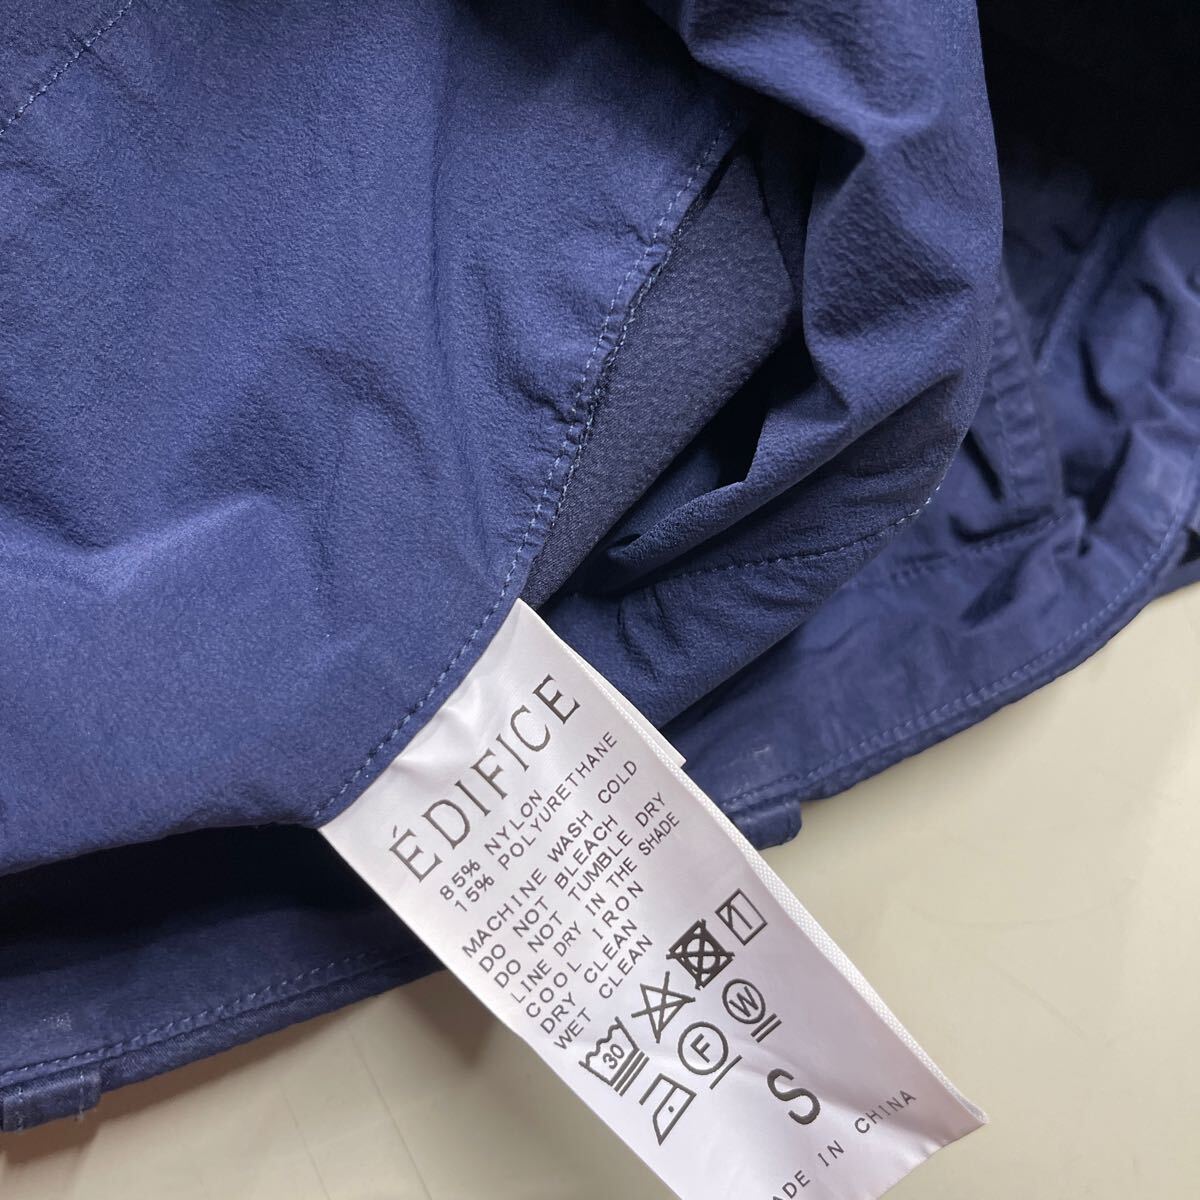 ÉDIFICE
85% NYLON
15% POLYURETHANE
MACHINE WASH COLD
DO NOT BLEACH
DO NOT TUMBLE DRY
LINE DRY IN THE SHADE
COOL IRON
DRY CLEAN
WET CLEAN
30
F
W
S
MADE IN CHINA